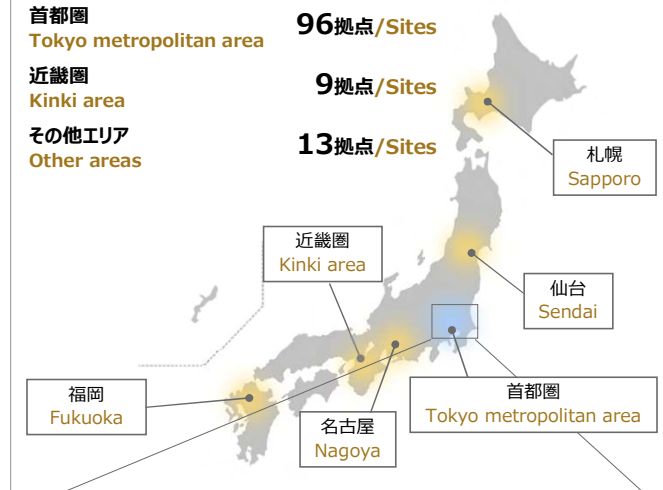 首都圏 96拠点/Sites
Tokyo metropolitan area
近畿圏 9拠点/Sites
Kinki area
その他エリア 13拠点/Sites
Other areas
札幌
Sapporo
近畿圏
Kinki area
仙台
Sendai
福岡
Fukuoka
名古屋
Nagoya
首都圏
Tokyo metropolitan area